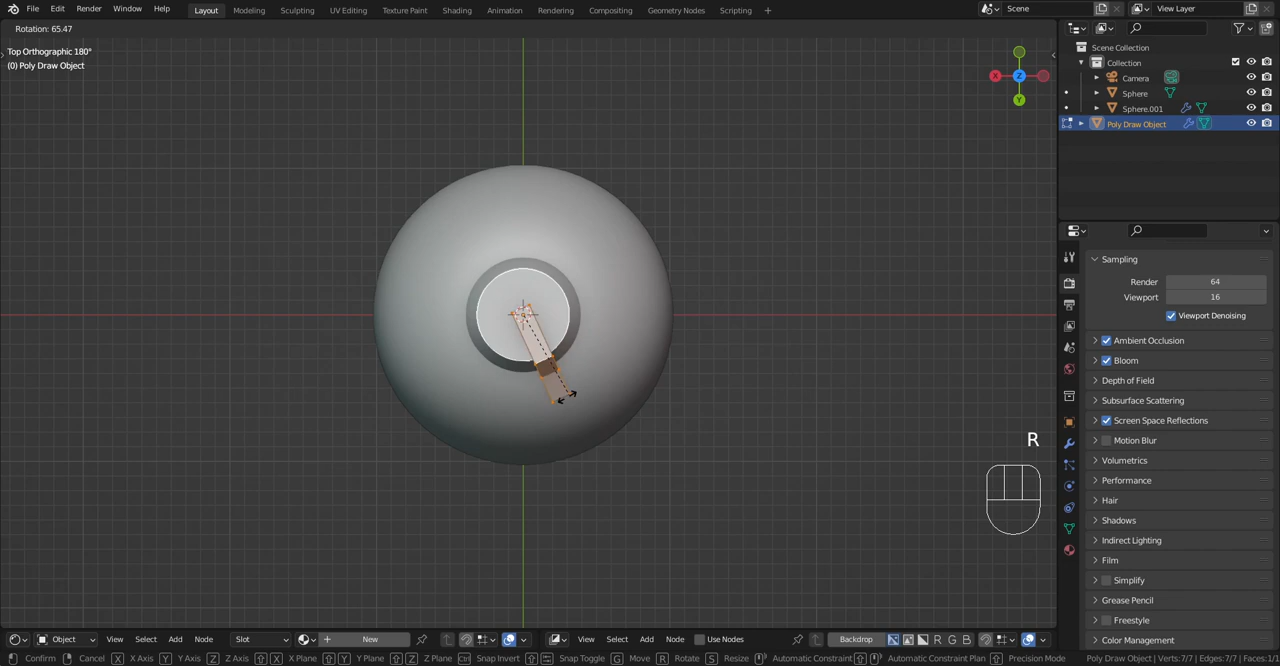 File Edit Render Window Help Layout Modeling Sculpting UV Editing Texture Paint Shading Animation Rendering Compositing Geometry Nodes Scripting + Scene View Layer
Rotation: 65.47
Top Orthographic 180°
(0) Poly Draw Object
X Z Y
R
Scene Collection
Collection
Camera
Sphere
Sphere.001
Poly Draw Object
Sampling
Render 64
Viewport 16
Viewport Denoising
Ambient Occlusion
Bloom
Depth of Field
Subsurface Scattering
Screen Space Reflections
Motion Blur
Volumetrics
Performance
Hair
Shadows
Indirect Lighting
Film
Simplify
Grease Pencil
Freestyle
Color Management
Object View Select Add Node Slot New View Select Add Node Use Nodes Backdrop R G B
Confirm Cancel X X Axis Y Y Axis Z Z Axis X X Plane Y Y Plane Z Z Plane Ctrl Snap Invert Snap Toggle G Move R Rotate S Resize Automatic Constraint Automatic Constraint Plane Precision Mode Poly Draw Object | Verts:7/7 | Edges:7/7 | Faces:1/1